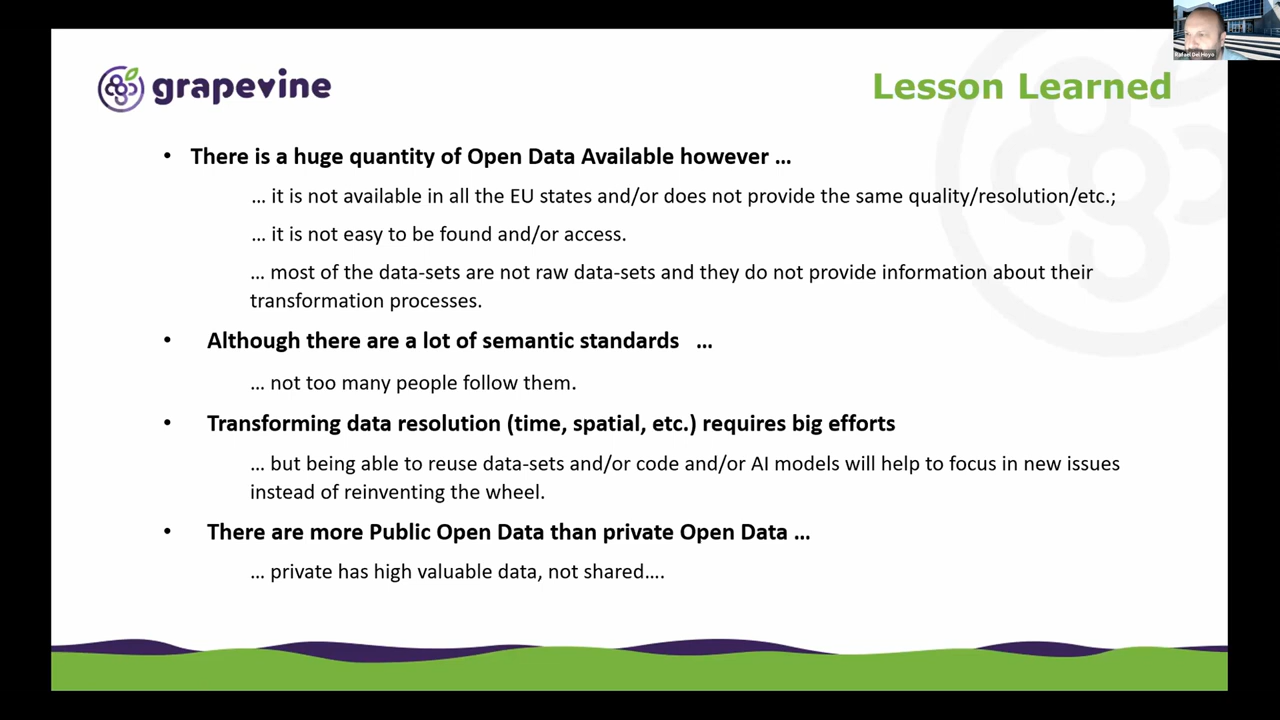 Rafael Del Hoyo
grapevine
Lesson Learned
• There is a huge quantity of Open Data Available however ...
... it is not available in all the EU states and/or does not provide the same quality/resolution/etc.;
... it is not easy to be found and/or access.
... most of the data-sets are not raw data-sets and they do not provide information about their
transformation processes.
• Although there are a lot of semantic standards ...
... not too many people follow them.
• Transforming data resolution (time, spatial, etc.) requires big efforts
... but being able to reuse data-sets and/or code and/or AI models will help to focus in new issues
instead of reinventing the wheel.
• There are more Public Open Data than private Open Data ...
... private has high valuable data, not shared....